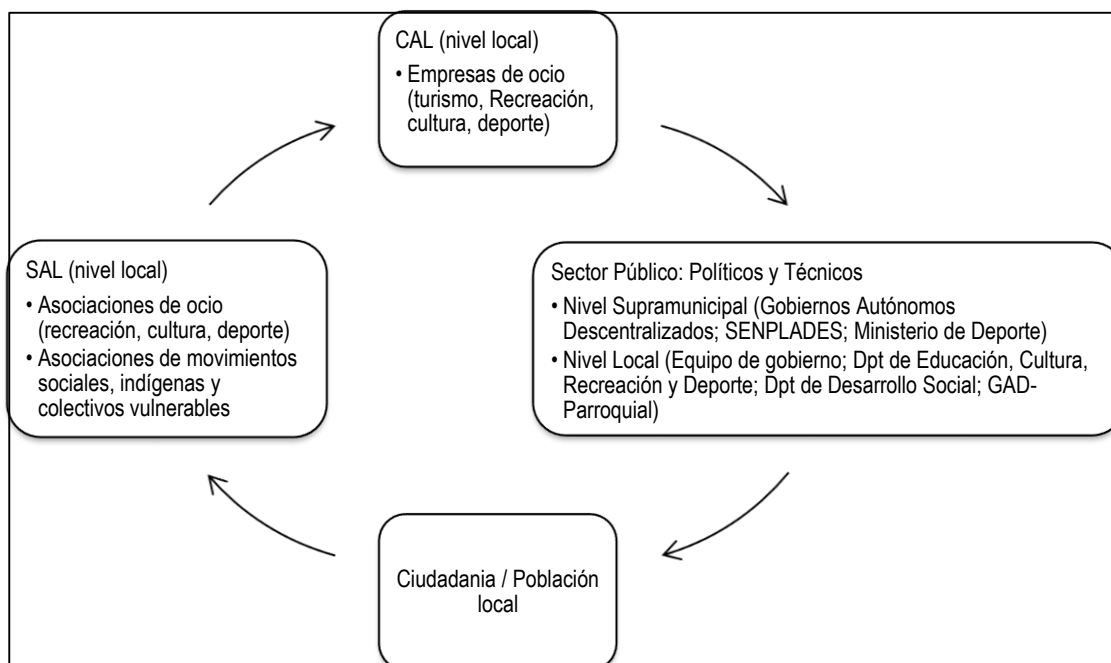 CAL (nivel local)
• Empresas de ocio
(turismo, Recreación,
cultura, deporte)
SAL (nivel local)
• Asociaciones de ocio
(recreación, cultura, deporte)
• Asociaciones de movimientos
sociales, indígenas y
colectivos vulnerables
Sector Público: Políticos y Técnicos
• Nivel Supramunicipal (Gobiernos Autónomos
Descentralizados; SENPLADES; Ministerio de Deporte)
• Nivel Local (Equipo de gobierno; Dpt de Educación, Cultura,
Recreación y Deporte; Dpt de Desarrollo Social; GAD-
Parroquial)
Ciudadania / Población
local